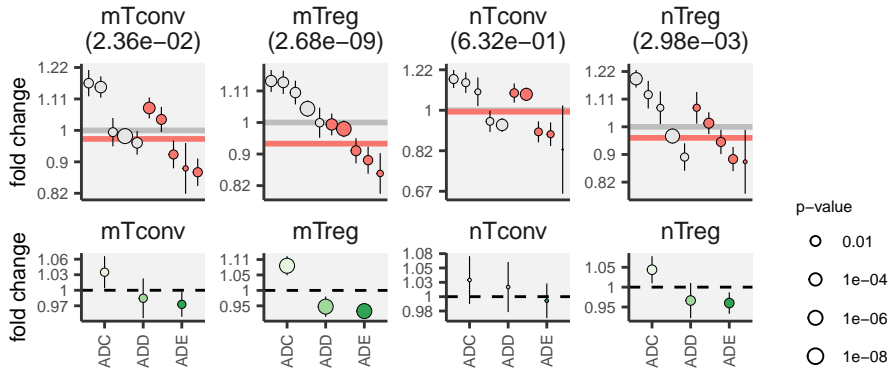 mTconv
(2.36e−02)
mTreg
(2.68e−09)
nTconv
(6.32e−01)
nTreg
(2.98e−03)
fold change
1.22
1.11
1
0.9
0.82
1.11
1
0.9
0.82
1.22
1
0.82
0.67
1.22
1.11
1
0.9
0.82
mTconv
mTreg
nTconv
nTreg
fold change
1.06
1.03
1
0.97
1.11
1.05
1
0.95
1.08
1.05
1.03
1
0.98
1.05
1
0.95
ADC
ADD
ADE
ADC
ADD
ADE
ADC
ADD
ADE
ADC
ADD
ADE
p−value
0.01
1e−04
1e−06
1e−08